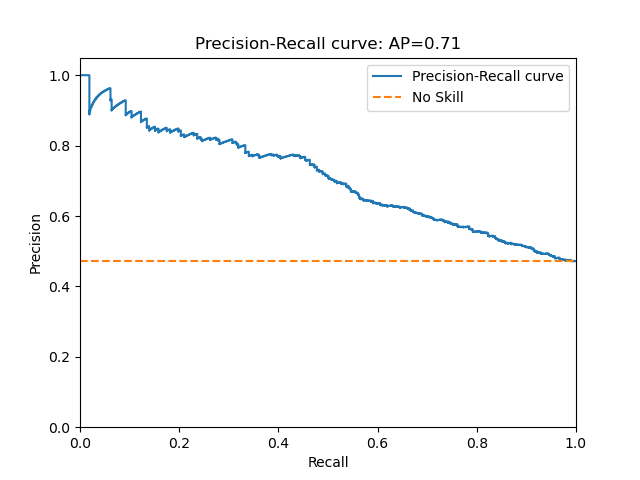 Precision-Recall curve: AP=0.71
Precision-Recall curve
No Skill
Precision
1.0
0.8
0.6
0.4
0.2
0.0
0.0 0.2 0.4 0.6 0.8 1.0
Recall